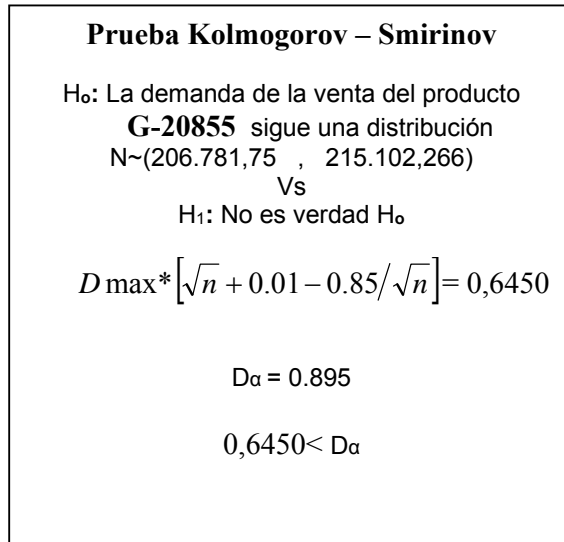 Prueba Kolmogorov – Smirinov
Hₒ: La demanda de la venta del producto
G-20855 sigue una distribución
N~(206.781,75 , 215.102,266)
Vs
H₁: No es verdad Hₒ
D max*[√n + 0.01 − 0.85/√n]= 0,6450
Dα = 0.895
0,6450< Dα